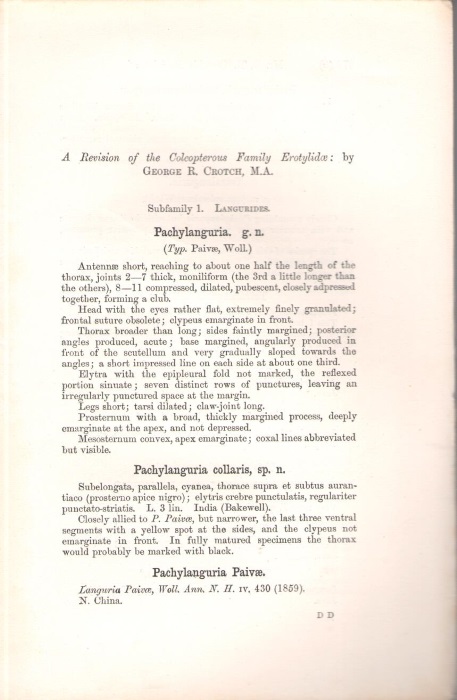 A Revision of the Coleopterous Family Erotylidæ: by
GEORGE R. CROTCH, M.A.
Subfamily 1. LANGURIDES.
Pachylanguria. g. n.
(Typ. Paivæ, Woll.)
Antennæ short, reaching to about one half the length of the
thorax, joints 2—7 thick, moniliform (the 3rd a little longer than
the others), 8—11 compressed, dilated, pubescent, closely adpressed
together, forming a club.
Head with the eyes rather flat, extremely finely granulated;
frontal suture obsolete; clypeus emarginate in front.
Thorax broader than long; sides faintly margined; posterior
angles produced, acute; base margined, angularly produced in
front of the scutellum and very gradually sloped towards the
angles; a short impressed line on each side at about one third.
Elytra with the epipleural fold not marked, the reflexed
portion sinuate; seven distinct rows of punctures, leaving an
irregularly punctured space at the margin.
Legs short; tarsi dilated; claw-joint long.
Prosternum with a broad, thickly margined process, deeply
emarginate at the apex, and not depressed.
Mesosternum convex, apex emarginate; coxal lines abbreviated
but visible.
Pachylanguria collaris, sp. n.
Subelongata, parallela, cyanea, thorace supra et subtus auran-
tiaco (prosterno apice nigro); elytris crebre punctulatis, regulariter
punctato-striatis. L. 3 lin. India (Bakewell).
Closely allied to P. Paivæ, but narrower, the last three ventral
segments with a yellow spot at the sides, and the clypeus not
emarginate in front. In fully matured specimens the thorax
would probably be marked with black.
Pachylanguria Paivæ.
Languria Paivæ, Woll. Ann. N. H. IV, 430 (1859).
N. China.
D D